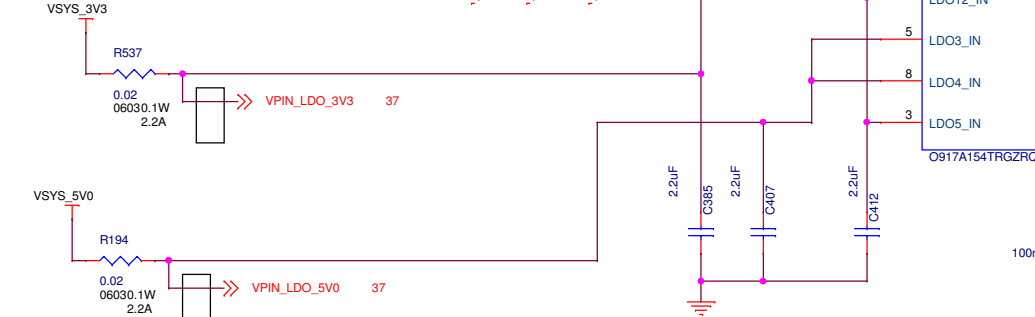 VSYS_3V3
LDO12_IN
R537
5
LDO3_IN
0.02
06030.1W
2.2A
VPIN_LDO_3V3 37
8
LDO4_IN
3
LDO5_IN
O917A154TRGZRQ
2.2uF
C385
2.2uF
C407
2.2uF
C412
VSYS_5V0
R194
0.02
06030.1W
2.2A
VPIN_LDO_5V0 37
100n